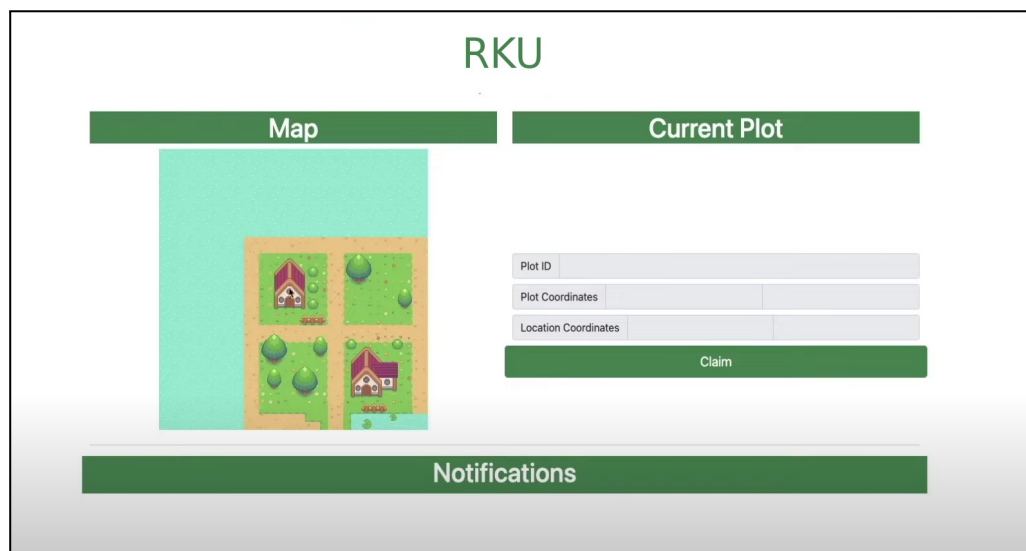 RKU
Map
Current Plot
Plot ID
Plot Coordinates
Location Coordinates
Claim
Notifications